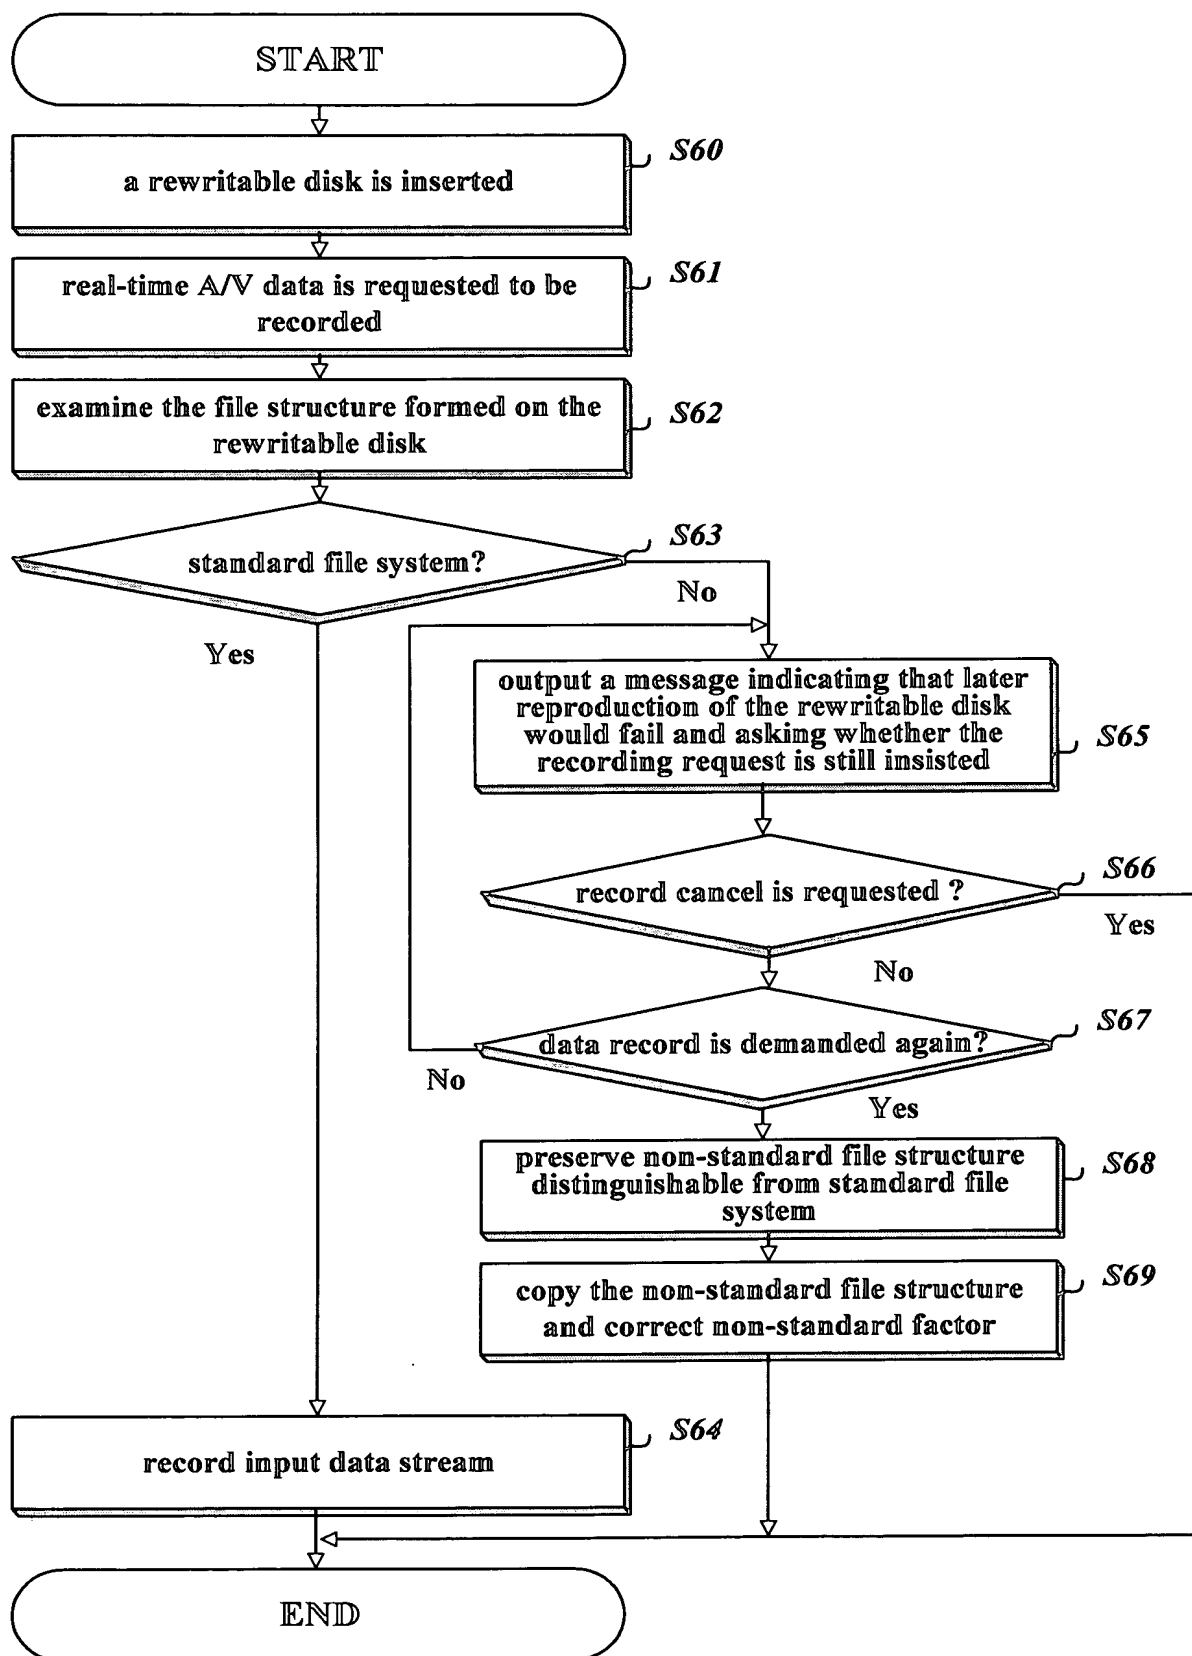 START
S60
a rewritable disk is inserted
S61
real-time A/V data is requested to be
recorded
S62
examine the file structure formed on the
rewritable disk
S63
standard file system?
No
Yes
output a message indicating that later
reproduction of the rewritable disk
would fail and asking whether the
recording request is still insisted
S65
S66
record cancel is requested ?
Yes
No
S67
data record is demanded again?
No
Yes
preserve non-standard file structure
distinguishable from standard file
system
S68
S69
copy the non-standard file structure
and correct non-standard factor
S64
record input data stream
END